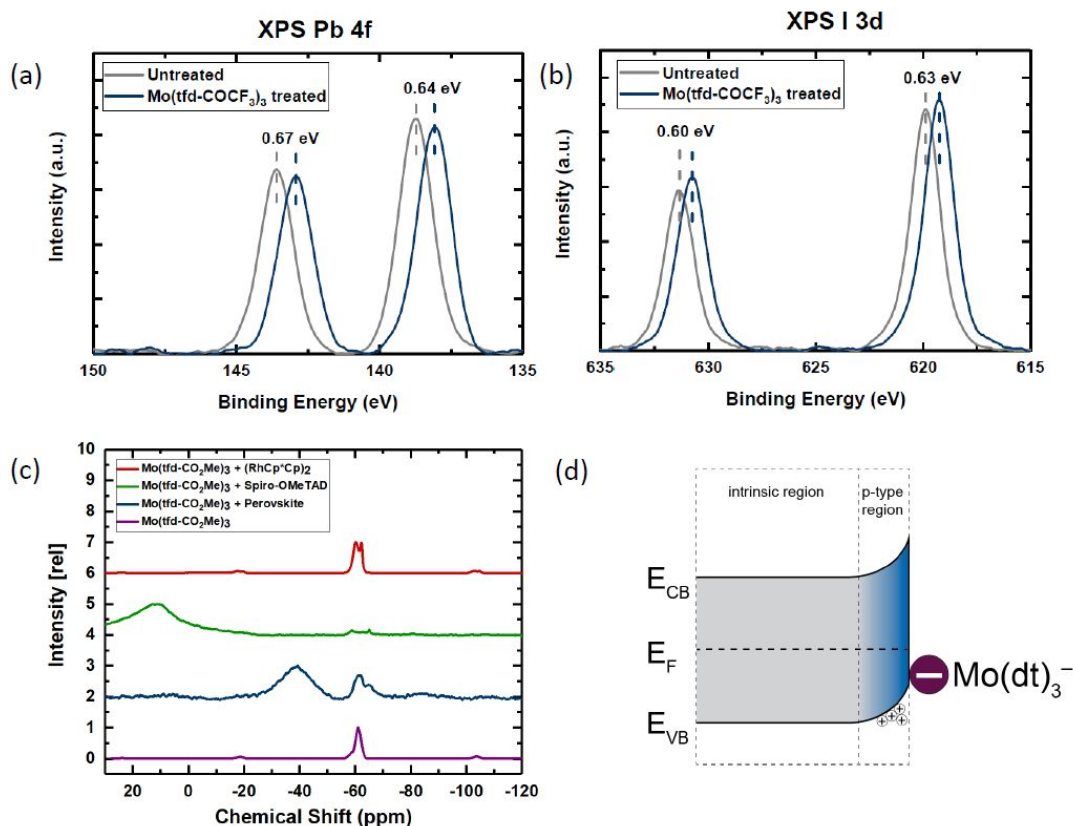 XPS Pb 4f
(a)
Untreated
Mo(tfd-COCF₃)₃ treated
0.67 eV
0.64 eV
Intensity (a.u.)
150 145 140 135
Binding Energy (eV)
XPS I 3d
(b)
Untreated
Mo(tfd-COCF₃)₃ treated
0.60 eV
0.63 eV
Intensity (a.u.)
635 630 625 620 615
Binding Energy (eV)
(c)
Mo(tfd-CO₂Me)₃ + (RhCp*Cp)₂
Mo(tfd-CO₂Me)₃ + Spiro-OMeTAD
Mo(tfd-CO₂Me)₃ + Perovskite
Mo(tfd-CO₂Me)₃
Intensity [rel]
10
9
8
7
6
5
4
3
2
1
0
20 0 -20 -40 -60 -80 -100 -120
Chemical Shift (ppm)
(d)
intrinsic region
p-type
region
E_CB
E_F
E_VB
Mo(dt)₃⁻